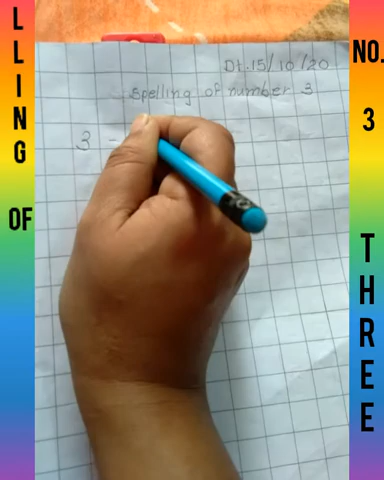 LLING
OF
Dt.15/10/20
Spelling of number 3
3 -
NO.
3
THREE